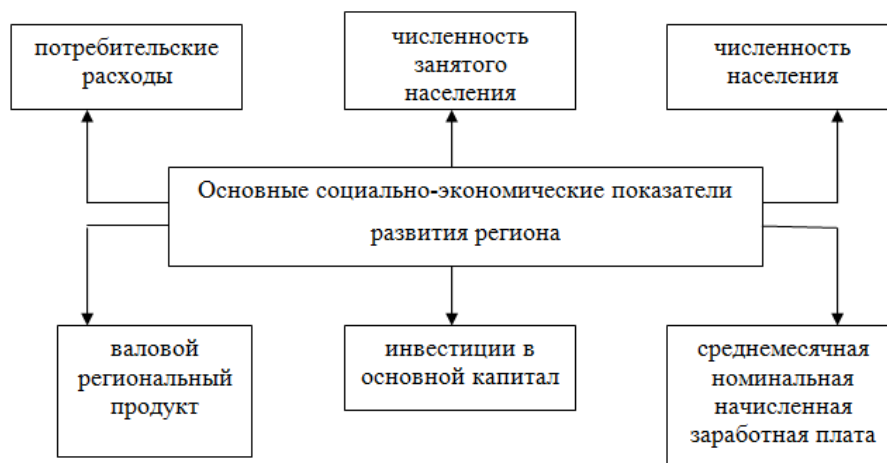 потребительские
расходы
численность
занятого
населения
численность
населения
Основные социально-экономические показатели
развития региона
валовой
региональный
продукт
инвестиции в
основной капитал
среднемесячная
номинальная
начисленная
заработная плата